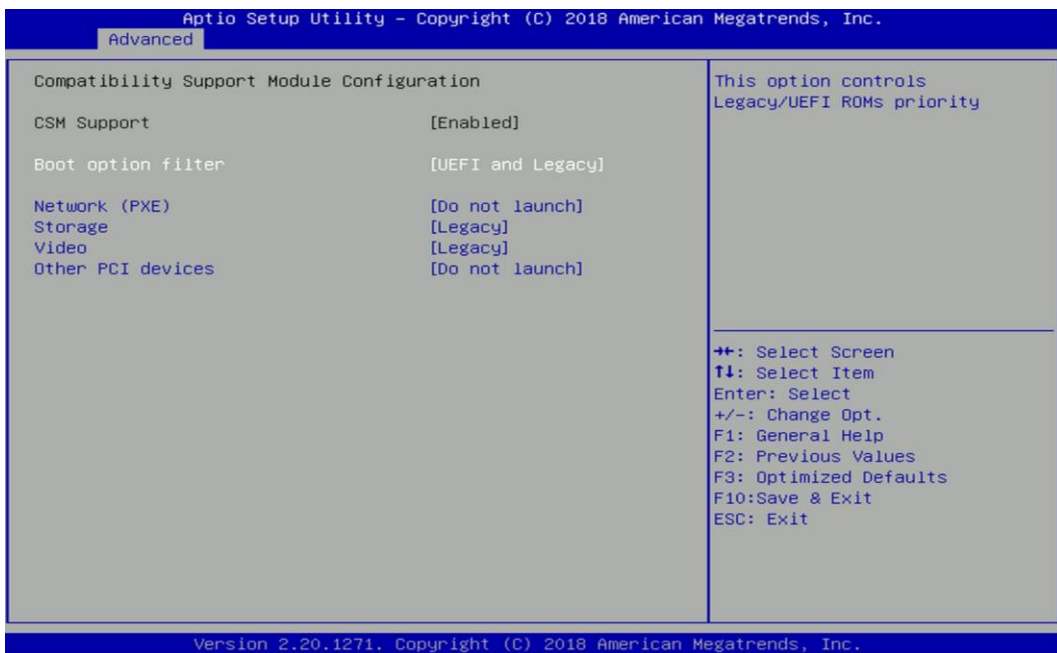 Aptio Setup Utility – Copyright (C) 2018 American Megatrends, Inc.
Advanced
Compatibility Support Module Configuration
CSM Support [Enabled]
Boot option filter [UEFI and Legacy]
Network (PXE) [Do not launch]
Storage [Legacy]
Video [Legacy]
Other PCI devices [Do not launch]
This option controls
Legacy/UEFI ROMs priority
→←: Select Screen
↑↓: Select Item
Enter: Select
+/-: Change Opt.
F1: General Help
F2: Previous Values
F3: Optimized Defaults
F10:Save & Exit
ESC: Exit
Version 2.20.1271. Copyright (C) 2018 American Megatrends, Inc.